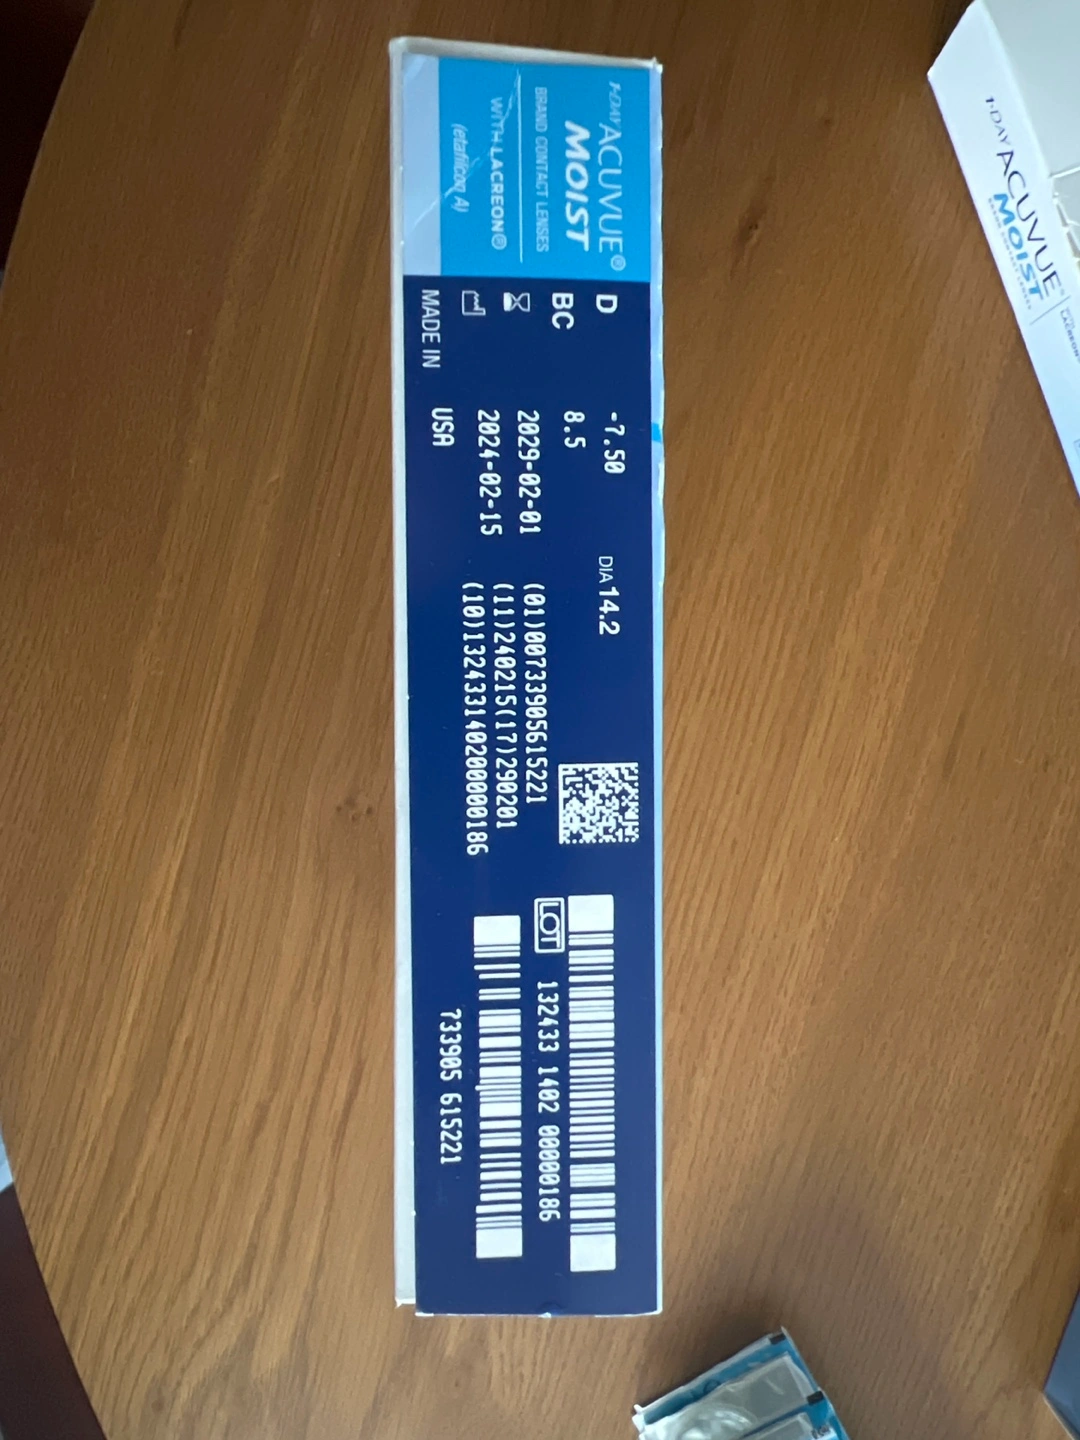 1-DAY ACUVUE®
MOIST
BRAND CONTACT LENSES
WITH LACREON®
(etafilcon A)
D -7.50 DIA 14.2
BC 8.5
2029-02-01
2024-02-15
MADE IN USA
(01)00733905615221
(11)240215(17)290201
(10)1324331402000000186
LOT 132433 1402 00000186
733905 615221
1-DAY ACUVUE®
MOIST
LACREON®